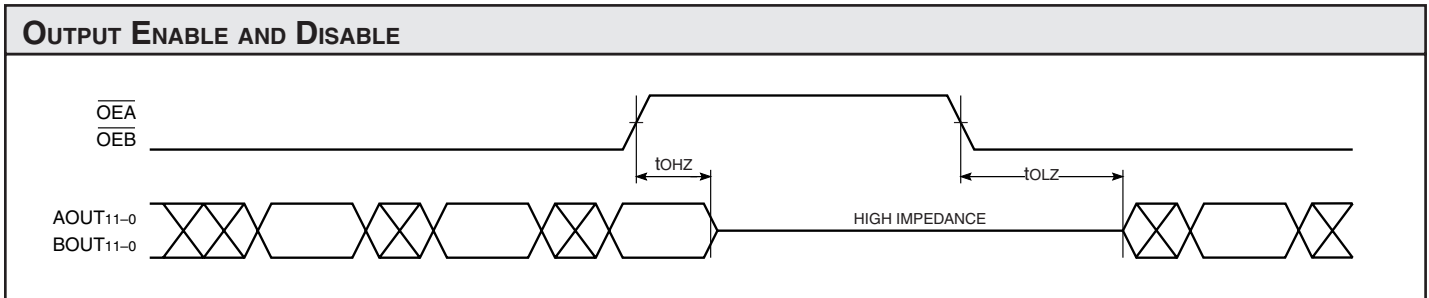 OUTPUT ENABLE AND DISABLE
OEA
OEB
tOHZ
tOLZ
AOUT11–0
HIGH IMPEDANCE
BOUT11–0